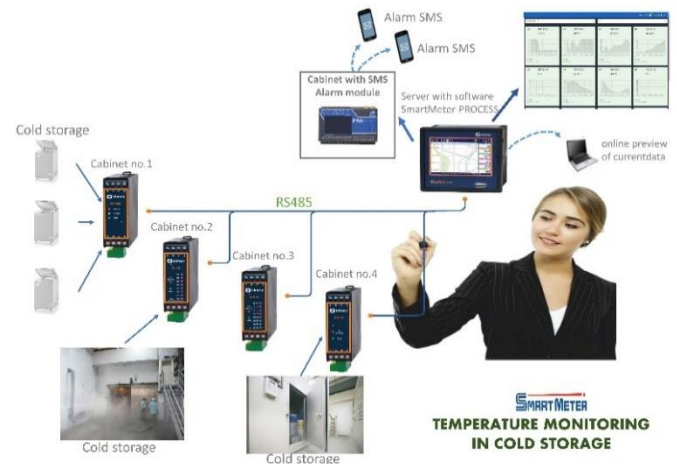 Alarm SMS
Alarm SMS
Cabinet with SMS
Alarm module
Server with software
SmartMeter-PROCESS
Cold storage
Cabinet no.1
online preview
of currentdata
RS485
Cabinet no.2
Cabinet no.3
Cabinet no.4
Cold storage
Cold storage
SMARTMETER
TEMPERATURE MONITORING
IN COLD STORAGE